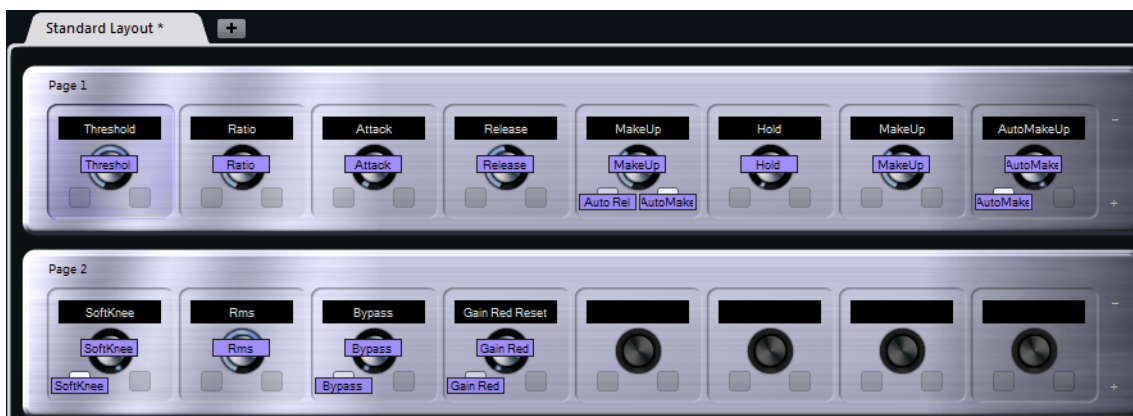 Standard Layout *
+
Page 1
Threshold Ratio Attack Release MakeUp Hold MakeUp AutoMakeUp
Threshol Ratio Attack Release MakeUp Hold MakeUp AutoMake
Auto Rel AutoMake AutoMake
-
+
Page 2
SoftKnee Rms Bypass Gain Red Reset
SoftKnee Rms Bypass Gain Red
SoftKnee Bypass Gain Red
-
+